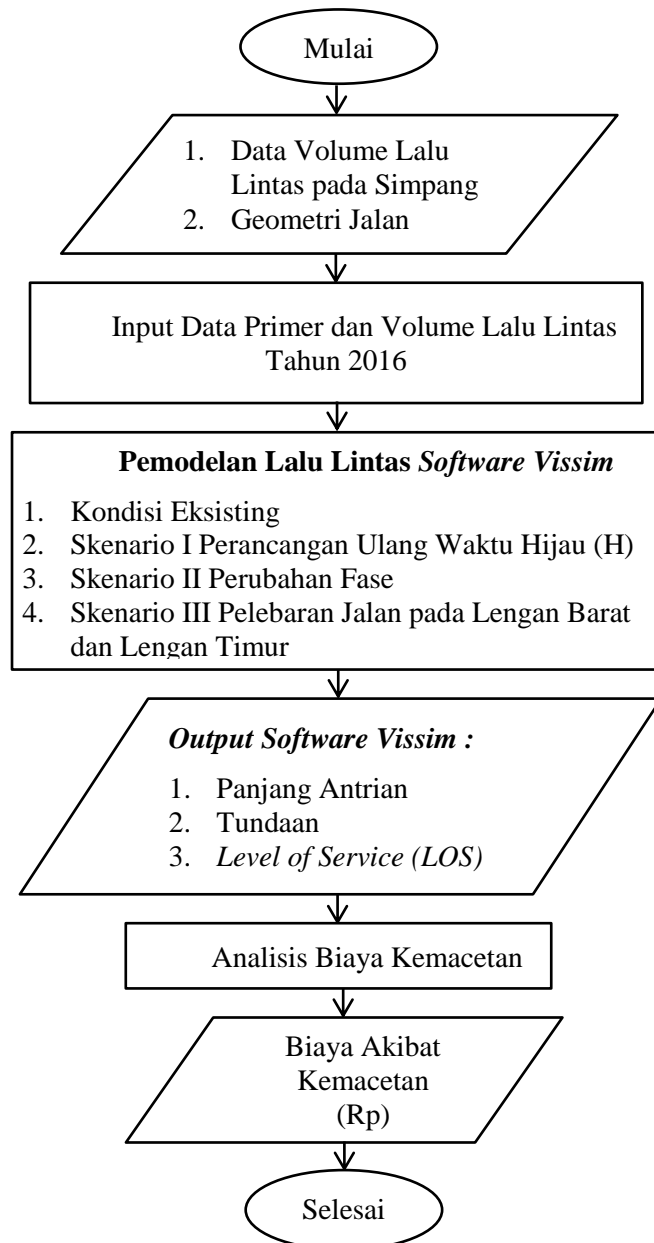 Mulai
1. Data Volume Lalu
Lintas pada Simpang
2. Geometri Jalan
Input Data Primer dan Volume Lalu Lintas
Tahun 2016
Pemodelan Lalu Lintas Software Vissim
1. Kondisi Eksisting
2. Skenario I Perancangan Ulang Waktu Hijau (H)
3. Skenario II Perubahan Fase
4. Skenario III Pelebaran Jalan pada Lengan Barat
dan Lengan Timur
Output Software Vissim :
1. Panjang Antrian
2. Tundaan
3. Level of Service (LOS)
Analisis Biaya Kemacetan
Biaya Akibat
Kemacetan
(Rp)
Selesai